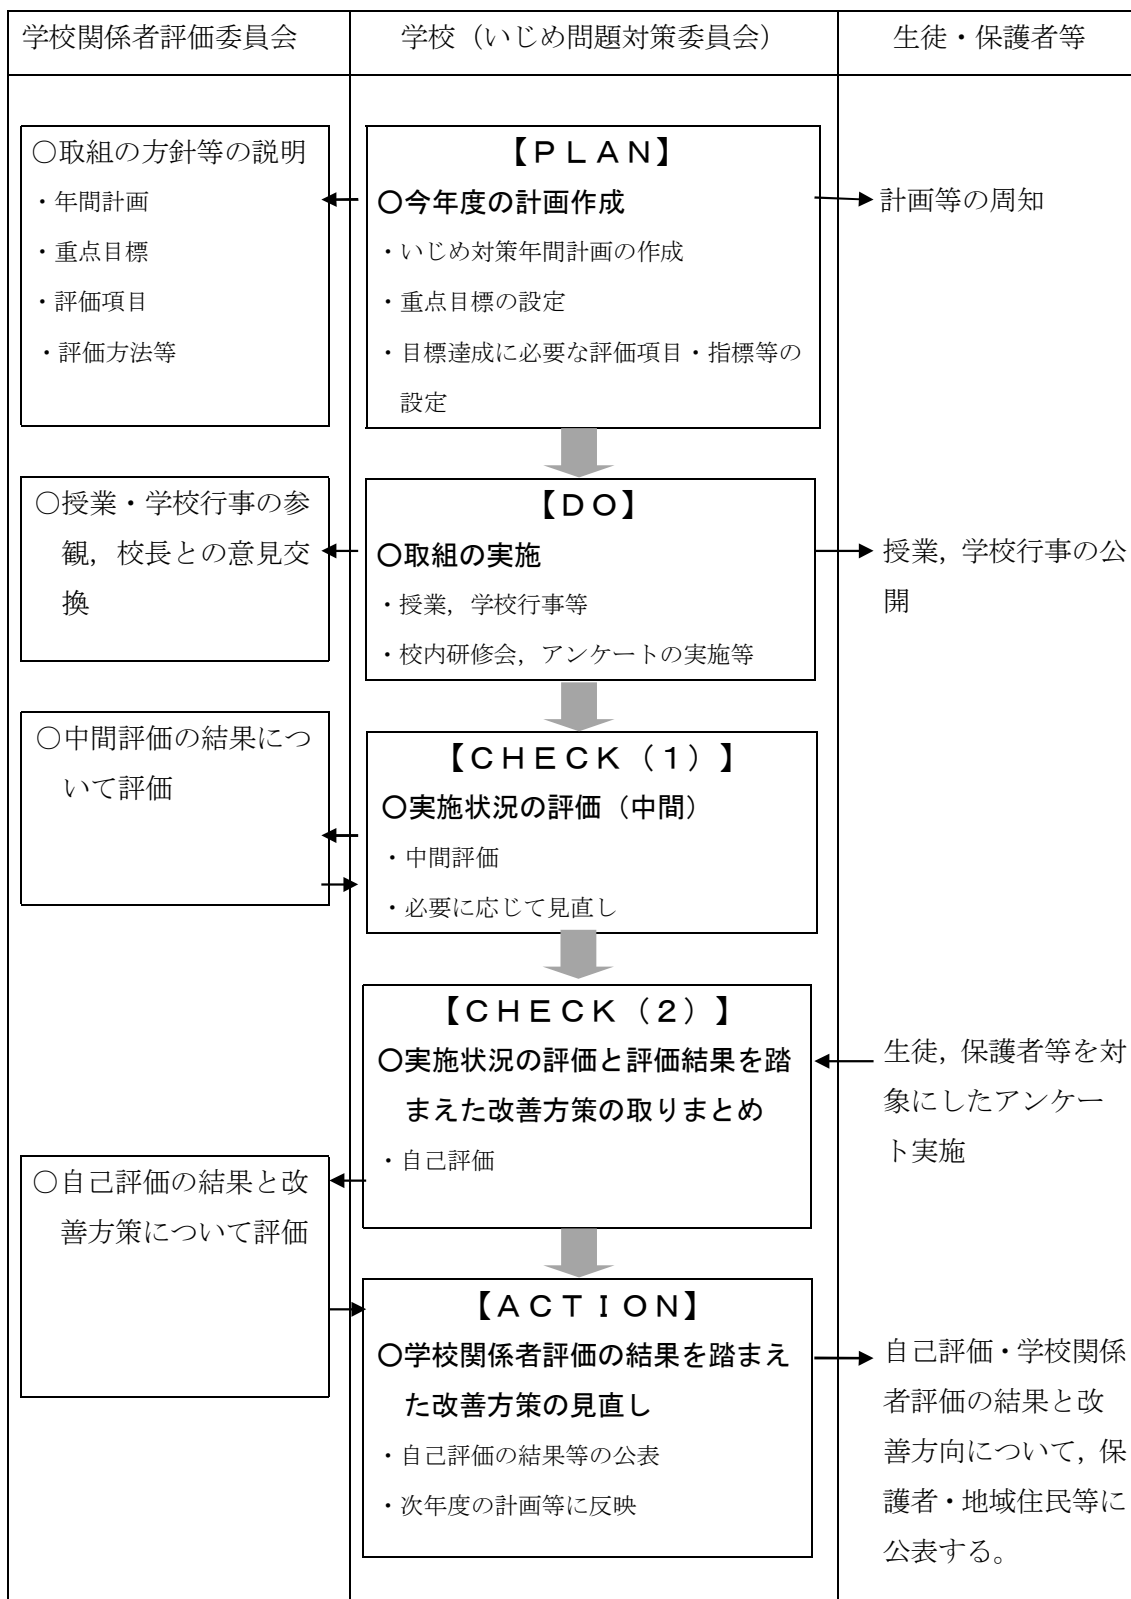 学校関係者評価委員会
学校（いじめ問題対策委員会）
生徒・保護者等
○取組の方針等の説明
・年間計画
・重点目標
・評価項目
・評価方法等
【ＰＬＡＮ】
○今年度の計画作成
・いじめ対策年間計画の作成
・重点目標の設定
・目標達成に必要な評価項目・指標等の
設定
計画等の周知
○授業・学校行事の参
観，校長との意見交
換
【ＤＯ】
○取組の実施
・授業，学校行事等
・校内研修会，アンケートの実施等
授業，学校行事の公
開
○中間評価の結果につ
いて評価
【ＣＨＥＣＫ（１）】
○実施状況の評価（中間）
・中間評価
・必要に応じて見直し
【ＣＨＥＣＫ（２）】
○実施状況の評価と評価結果を踏
まえた改善方策の取りまとめ
・自己評価
生徒，保護者等を対
象にしたアンケー
ト実施
○自己評価の結果と改
善方策について評価
【ＡＣＴＩＯＮ】
○学校関係者評価の結果を踏まえ
た改善方策の見直し
・自己評価の結果等の公表
・次年度の計画等に反映
自己評価・学校関係
者評価の結果と改
善方向について，保
護者・地域住民等に
公表する。